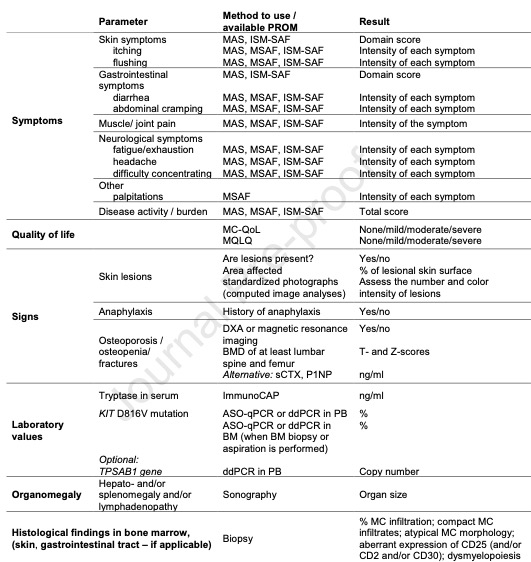 Parameter Method to use / available PROM Result
Symptoms
Skin symptoms MAS, ISM-SAF Domain score
itching MAS, MSAF, ISM-SAF Intensity of each symptom
flushing MAS, MSAF, ISM-SAF Intensity of each symptom
Gastrointestinal symptoms MAS, ISM-SAF Domain score
diarrhea MAS, MSAF, ISM-SAF Intensity of each symptom
abdominal cramping MAS, MSAF, ISM-SAF Intensity of each symptom
Muscle/ joint pain MAS, MSAF, ISM-SAF Intensity of the symptom
Neurological symptoms
fatigue/exhaustion MAS, MSAF, ISM-SAF Intensity of each symptom
headache MAS, MSAF, ISM-SAF Intensity of each symptom
difficulty concentrating MAS, MSAF, ISM-SAF Intensity of each symptom
Other
palpitations MSAF Intensity of each symptom
Disease activity / burden MAS, MSAF, ISM-SAF Total score
Quality of life
MC-QoL None/mild/moderate/severe
MQLQ None/mild/moderate/severe
Signs
Skin lesions
Are lesions present? Yes/no
Area affected % of lesional skin surface
standardized photographs Assess the number and color
(computed image analyses) intensity of lesions
Anaphylaxis History of anaphylaxis Yes/no
Osteoporosis / osteopenia/ fractures
DXA or magnetic resonance imaging Yes/no
BMD of at least lumbar spine and femur T- and Z-scores
Alternative: sCTX, P1NP ng/ml
Laboratory values
Tryptase in serum ImmunoCAP ng/ml
KIT D816V mutation ASO-qPCR or ddPCR in PB %
ASO-qPCR or ddPCR in %
BM (when BM biopsy or
aspiration is performed)
Optional:
TPSAB1 gene ddPCR in PB Copy number
Organomegaly
Hepato- and/or
splenomegaly and/or Sonography Organ size
lymphadenopathy
Histological findings in bone marrow,
(skin, gastrointestinal tract – if applicable)
Biopsy
% MC infiltration; compact MC
infiltrates; atypical MC morphology;
aberrant expression of CD25 (and/or
CD2 and/or CD30); dysmyelopoiesis
Journal Pre-proof